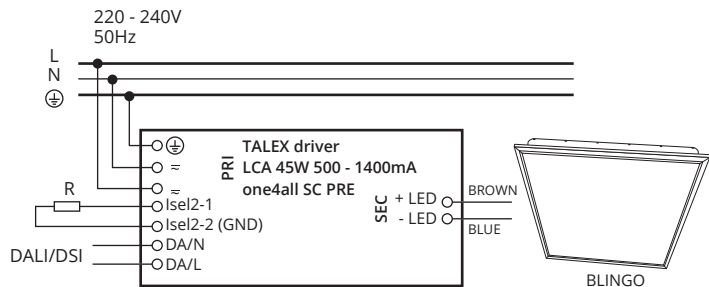 220 - 240V
50Hz
L
N
TALEX driver
PRI
LCA 45W 500 - 1400mA
one4all SC PRE
R
Isel2-1
Isel2-2 (GND)
DALI/DSI
DA/N
DA/L
SEC
+ LED
- LED
BROWN
BLUE
BLINGO